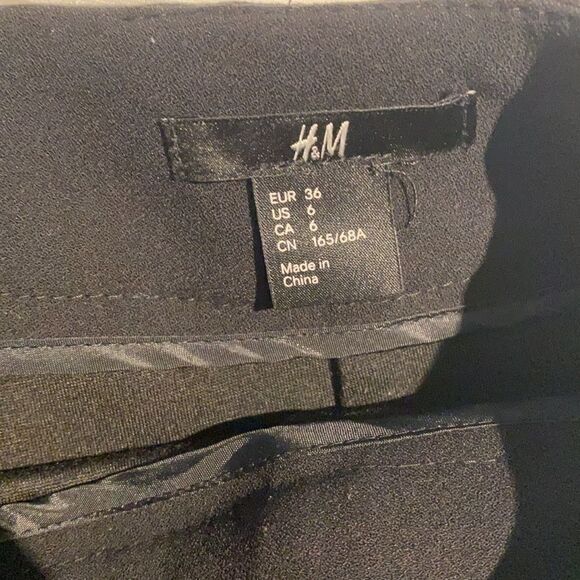 H&M
EUR 36
US 6
CA 6
CN 165/68A
Made in
China